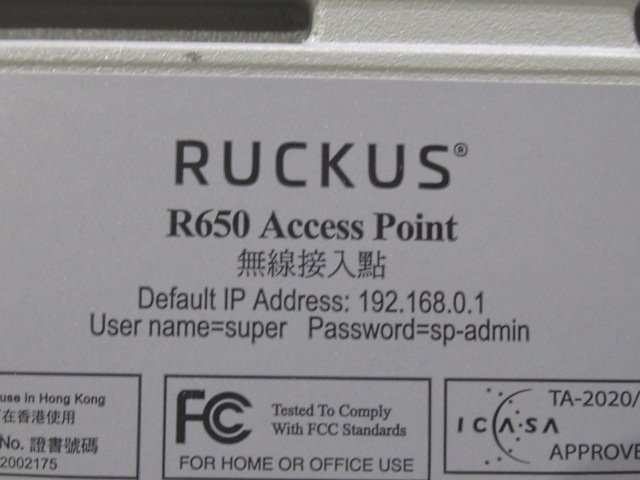 RUCKUS®
R650 Access Point
無線接入點
Default IP Address: 192.168.0.1
User name=super Password=sp-admin
use in Hong Kong
在香港使用
No. 證書號碼
2002175
FC
Tested To Comply
With FCC Standards
FOR HOME OR OFFICE USE
ICASA
TA-2020/
APPROVE